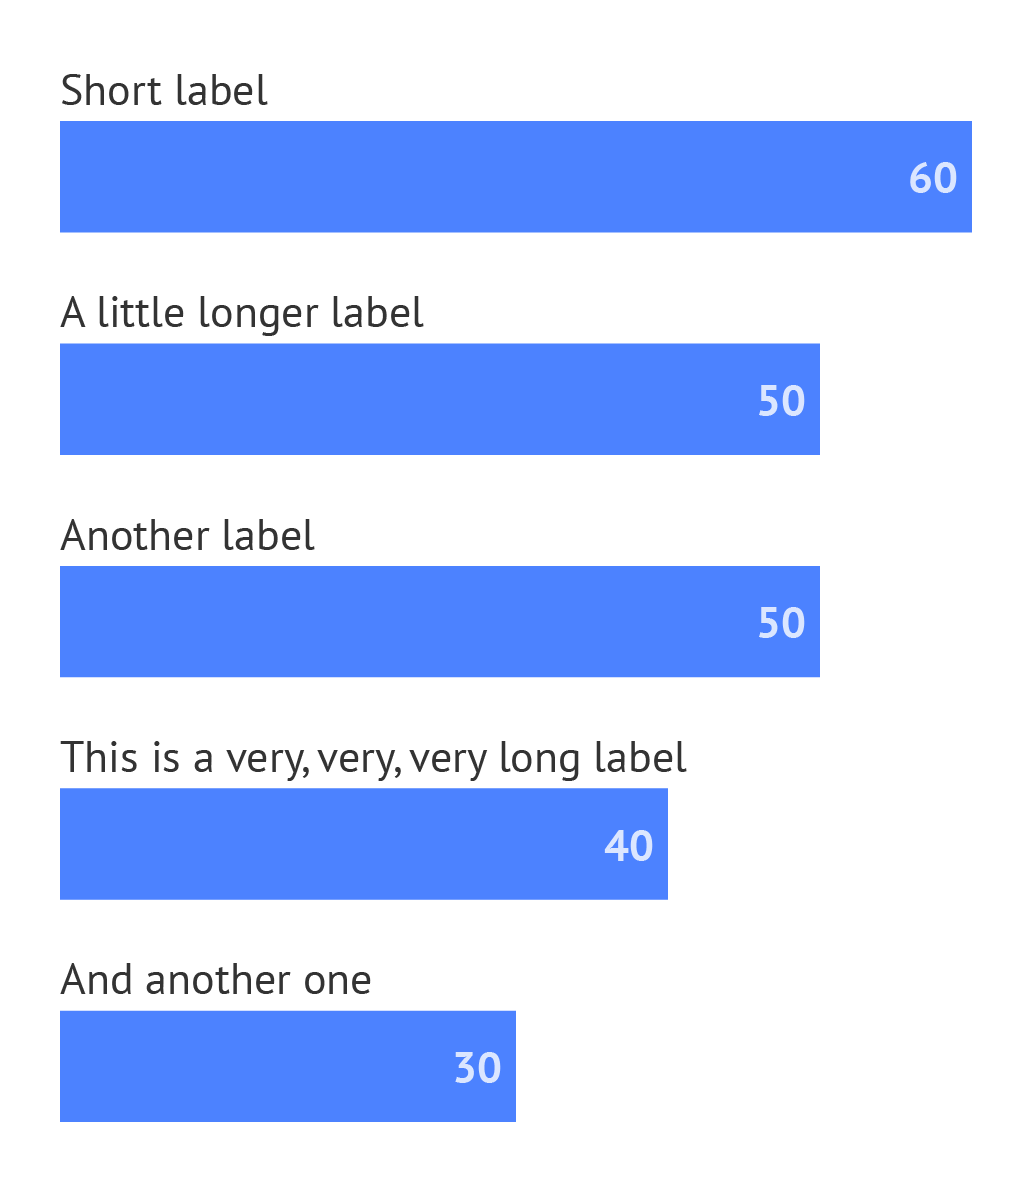 Short label
60
A little longer label
50
Another label
50
This is a very, very, very long label
40
And another one
30